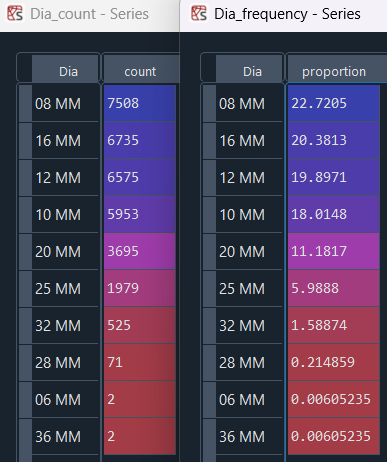 Dia_count - Series
Dia count
08 MM 7508
16 MM 6735
12 MM 6575
10 MM 5953
20 MM 3695
25 MM 1979
32 MM 525
28 MM 71
06 MM 2
36 MM 2
Dia_frequency - Series
Dia proportion
08 MM 22.7205
16 MM 20.3813
12 MM 19.8971
10 MM 18.0148
20 MM 11.1817
25 MM 5.9888
32 MM 1.58874
28 MM 0.214859
06 MM 0.00605235
36 MM 0.00605235